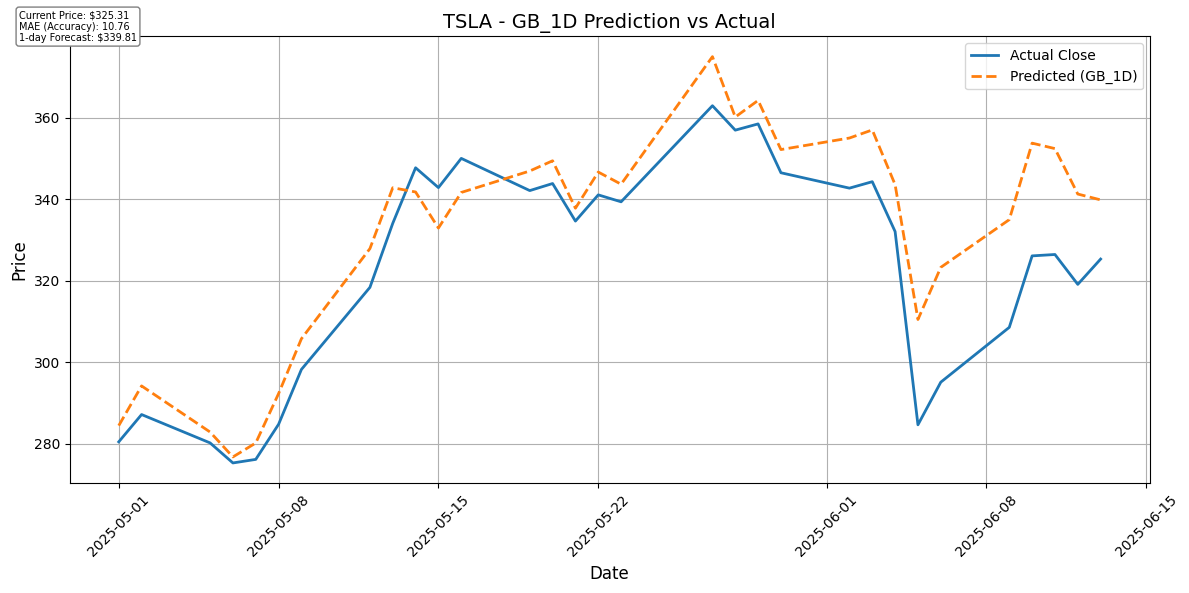 TSLA - GB_1D Prediction vs Actual
Current Price: $325.31
MAE (Accuracy): 10.76
1-day Forecast: $339.81
Actual Close
Predicted (GB_1D)
Price
360
340
320
300
280
2025-05-01
2025-05-08
2025-05-15
2025-05-22
2025-06-01
2025-06-08
2025-06-15
Date